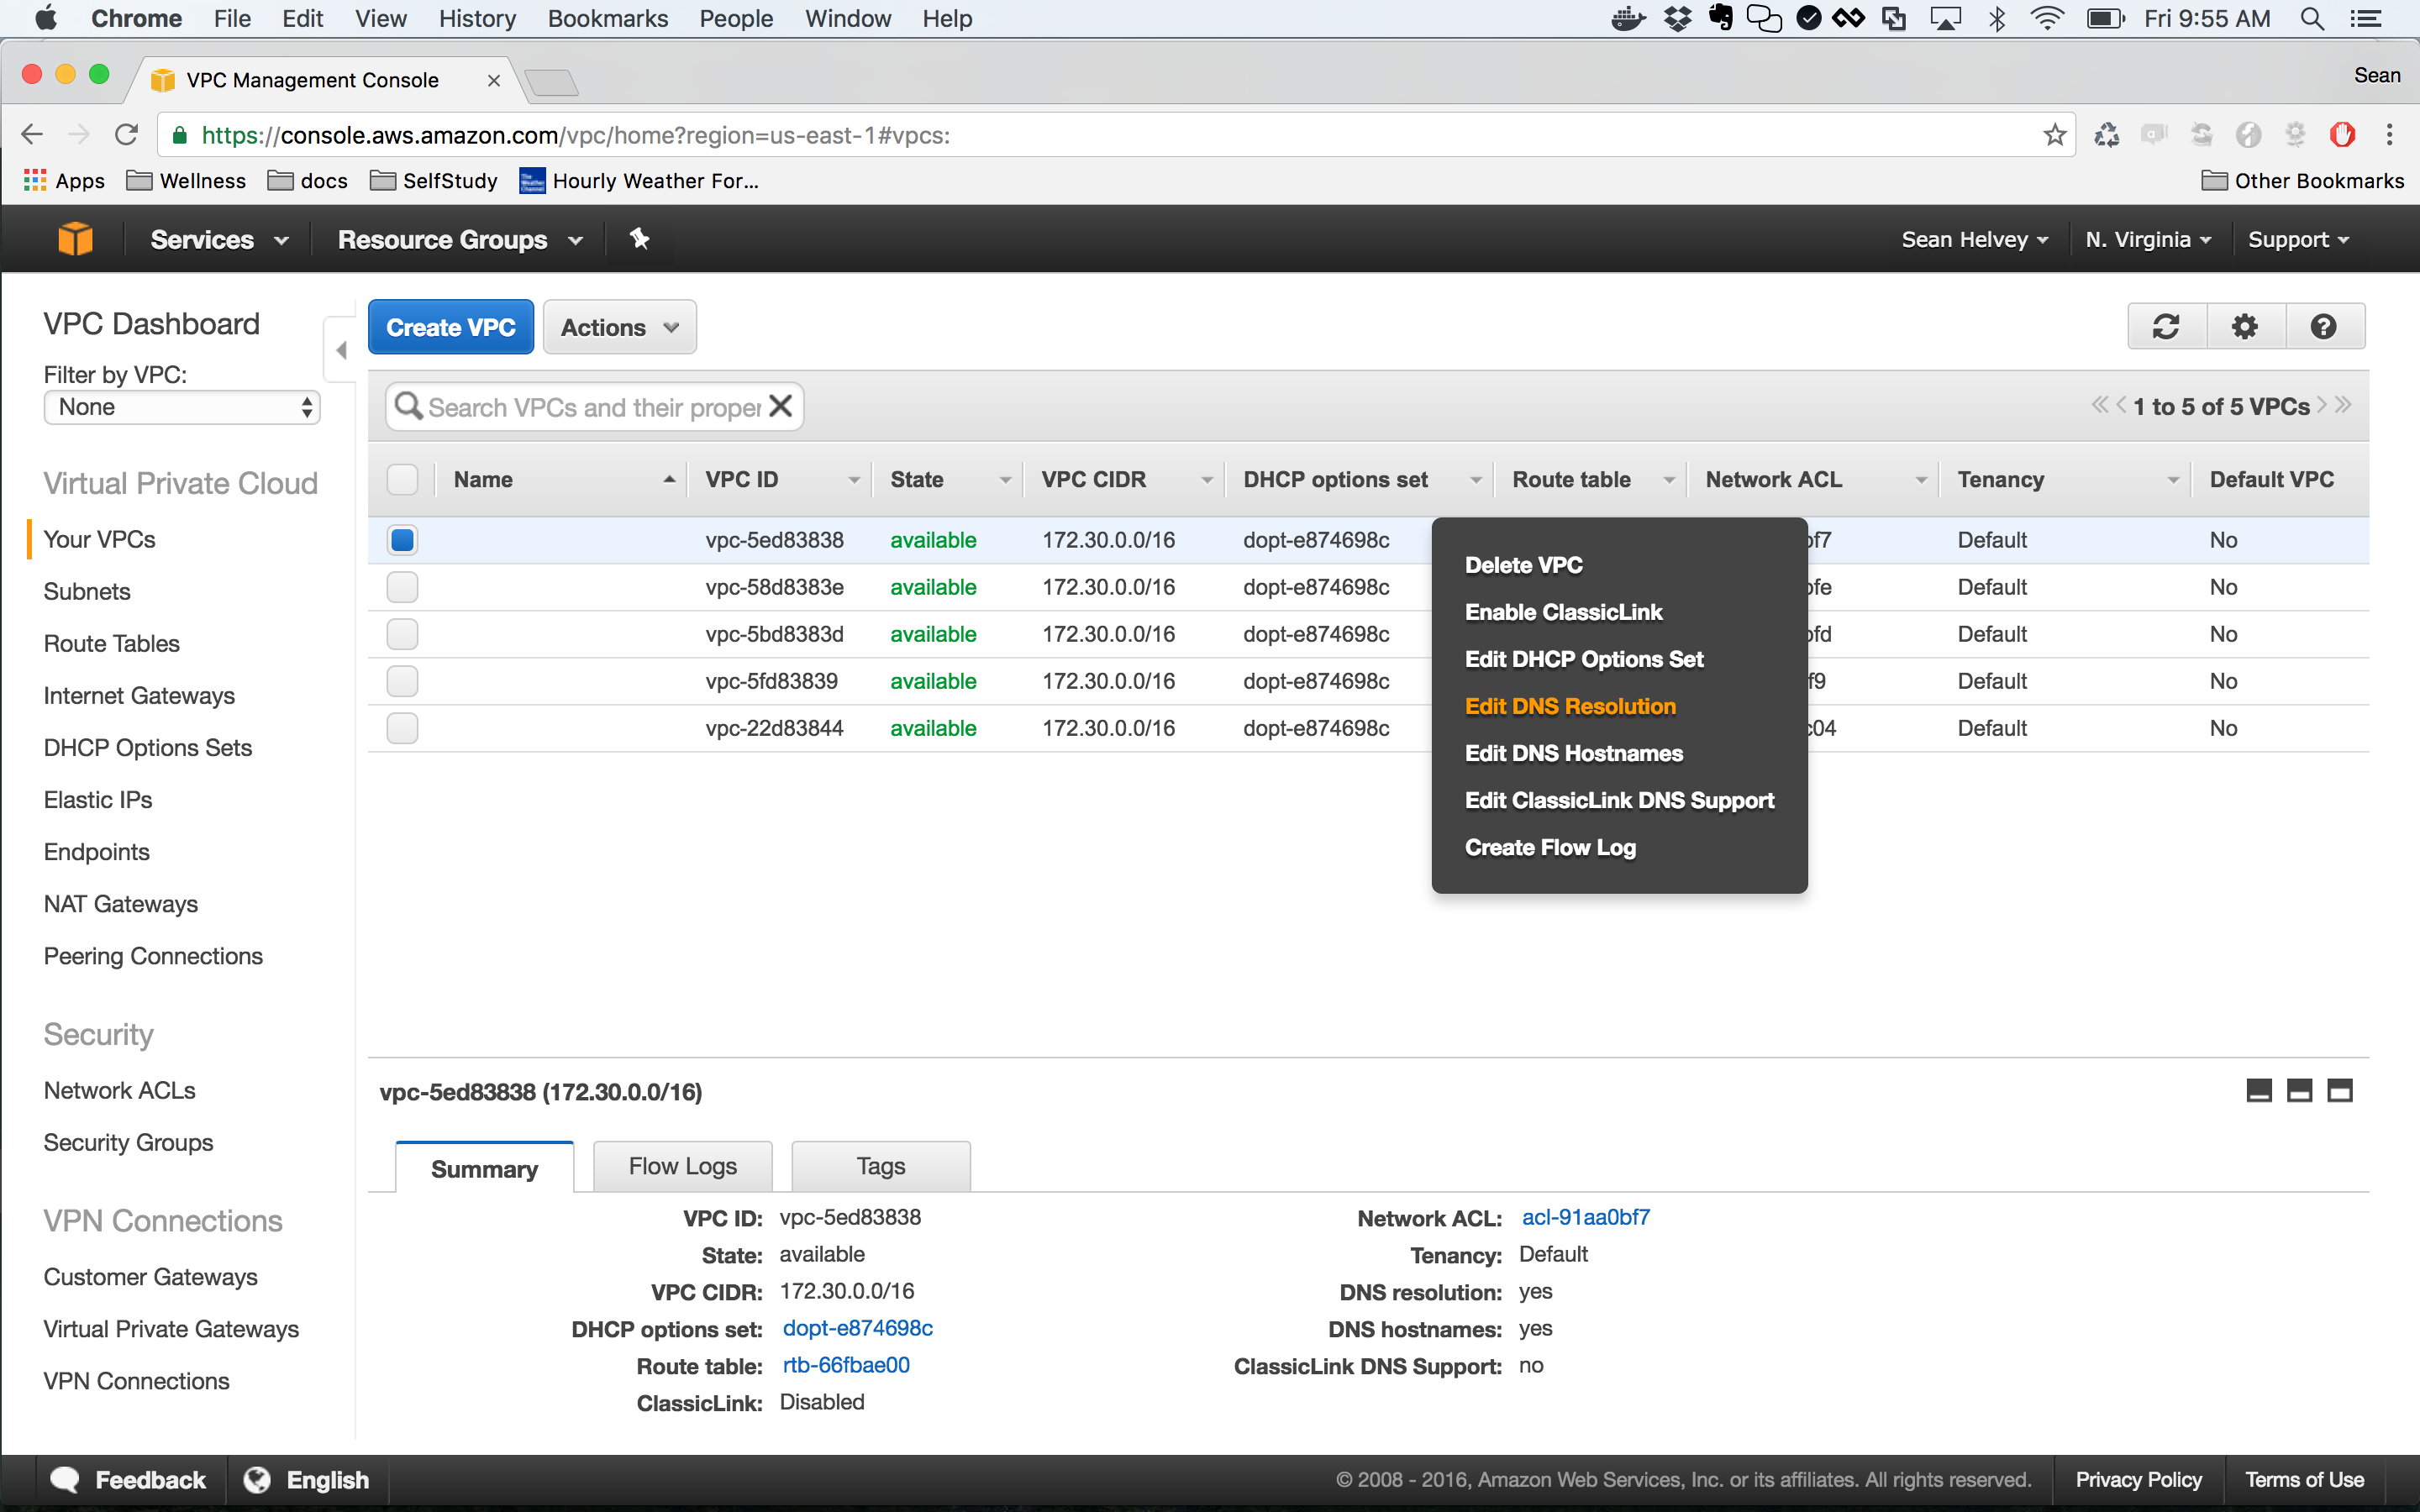 Chrome File Edit View History Bookmarks People Window Help Fri 9:55 AM
VPC Management Console Sean
https://console.aws.amazon.com/vpc/home?region=us-east-1#vpcs:
Apps Wellness docs SelfStudy Hourly Weather For... Other Bookmarks
Services Resource Groups Sean Helvey N. Virginia Support
VPC Dashboard
Filter by VPC:
None
Virtual Private Cloud
Your VPCs
Subnets
Route Tables
Internet Gateways
DHCP Options Sets
Elastic IPs
Endpoints
NAT Gateways
Peering Connections
Security
Network ACLs
Security Groups
VPN Connections
Customer Gateways
Virtual Private Gateways
VPN Connections
Create VPC Actions
Search VPCs and their proper 1 to 5 of 5 VPCs
Name VPC ID State VPC CIDR DHCP options set Route table Network ACL Tenancy Default VPC
vpc-5ed83838 available 172.30.0.0/16 dopt-e874698c bf7 Default No
vpc-58d8383e available 172.30.0.0/16 dopt-e874698c bfe Default No
vpc-5bd8383d available 172.30.0.0/16 dopt-e874698c bfd Default No
vpc-5fd83839 available 172.30.0.0/16 dopt-e874698c f9 Default No
vpc-22d83844 available 172.30.0.0/16 dopt-e874698c c04 Default No
Delete VPC
Enable ClassicLink
Edit DHCP Options Set
Edit DNS Resolution
Edit DNS Hostnames
Edit ClassicLink DNS Support
Create Flow Log
vpc-5ed83838 (172.30.0.0/16)
Summary Flow Logs Tags
VPC ID: vpc-5ed83838
State: available
VPC CIDR: 172.30.0.0/16
DHCP options set: dopt-e874698c
Route table: rtb-66fbae00
ClassicLink: Disabled
Network ACL: acl-91aa0bf7
Tenancy: Default
DNS resolution: yes
DNS hostnames: yes
ClassicLink DNS Support: no
Feedback English © 2008 - 2016, Amazon Web Services, Inc. or its affiliates. All rights reserved. Privacy Policy Terms of Use